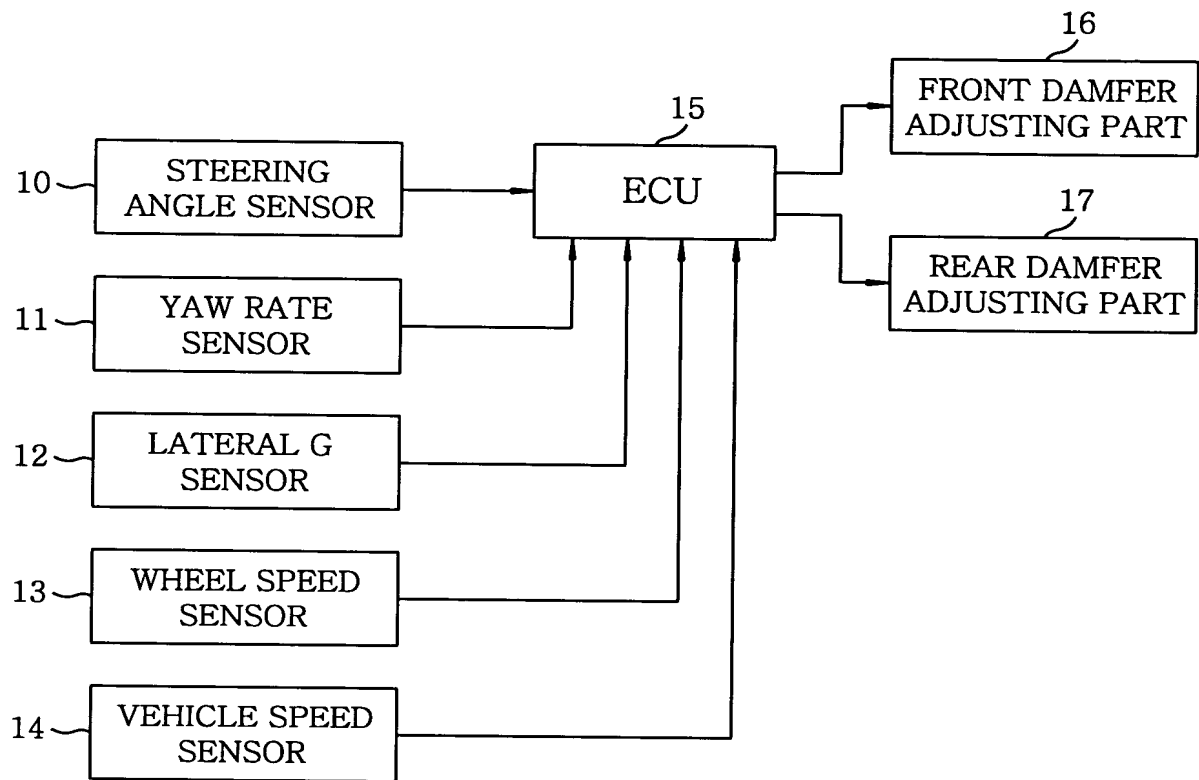 16
FRONT DAMFER
ADJUSTING PART
15
ECU
10
STEERING
ANGLE SENSOR
17
REAR DAMFER
ADJUSTING PART
11
YAW RATE
SENSOR
12
LATERAL G
SENSOR
13
WHEEL SPEED
SENSOR
14
VEHICLE SPEED
SENSOR